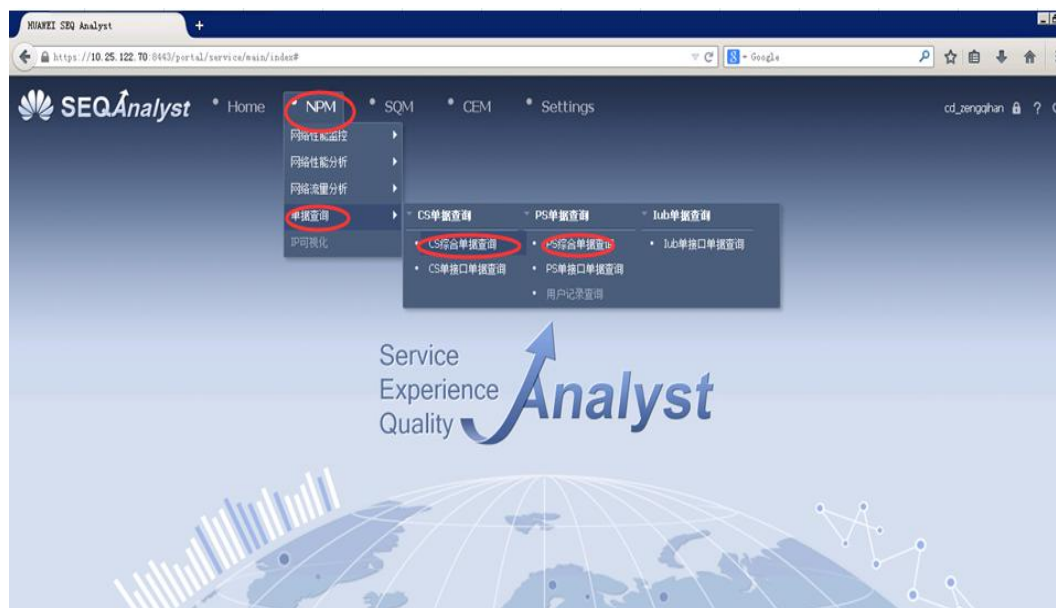 HUAWEI SEQ Analyst
https://10.25.122.70:8443/portal/service/main/index#
Google
SEQAnalyst Home NPM SQM CEM Settings cd_zengqihan
网络性能监控
网络性能分析
网络流量分析
单据查询 CS单据查询 PS单据查询 Iub单据查询
IP可视化 CS综合单据查询 PS综合单据查询 Iub单接口单据查询
CS单接口单据查询 PS单接口单据查询
用户记录查询
Service
Experience
Quality
Analyst